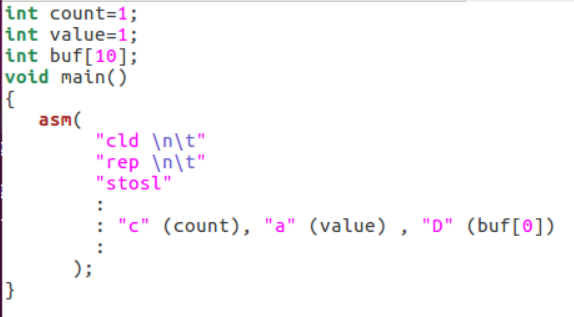 int count=1;
int value=1;
int buf[10];
void main()
{
asm(
"cld \n\t"
"rep \n\t"
"stosl"
:
: "c" (count), "a" (value) , "D" (buf[0])
:
);
}